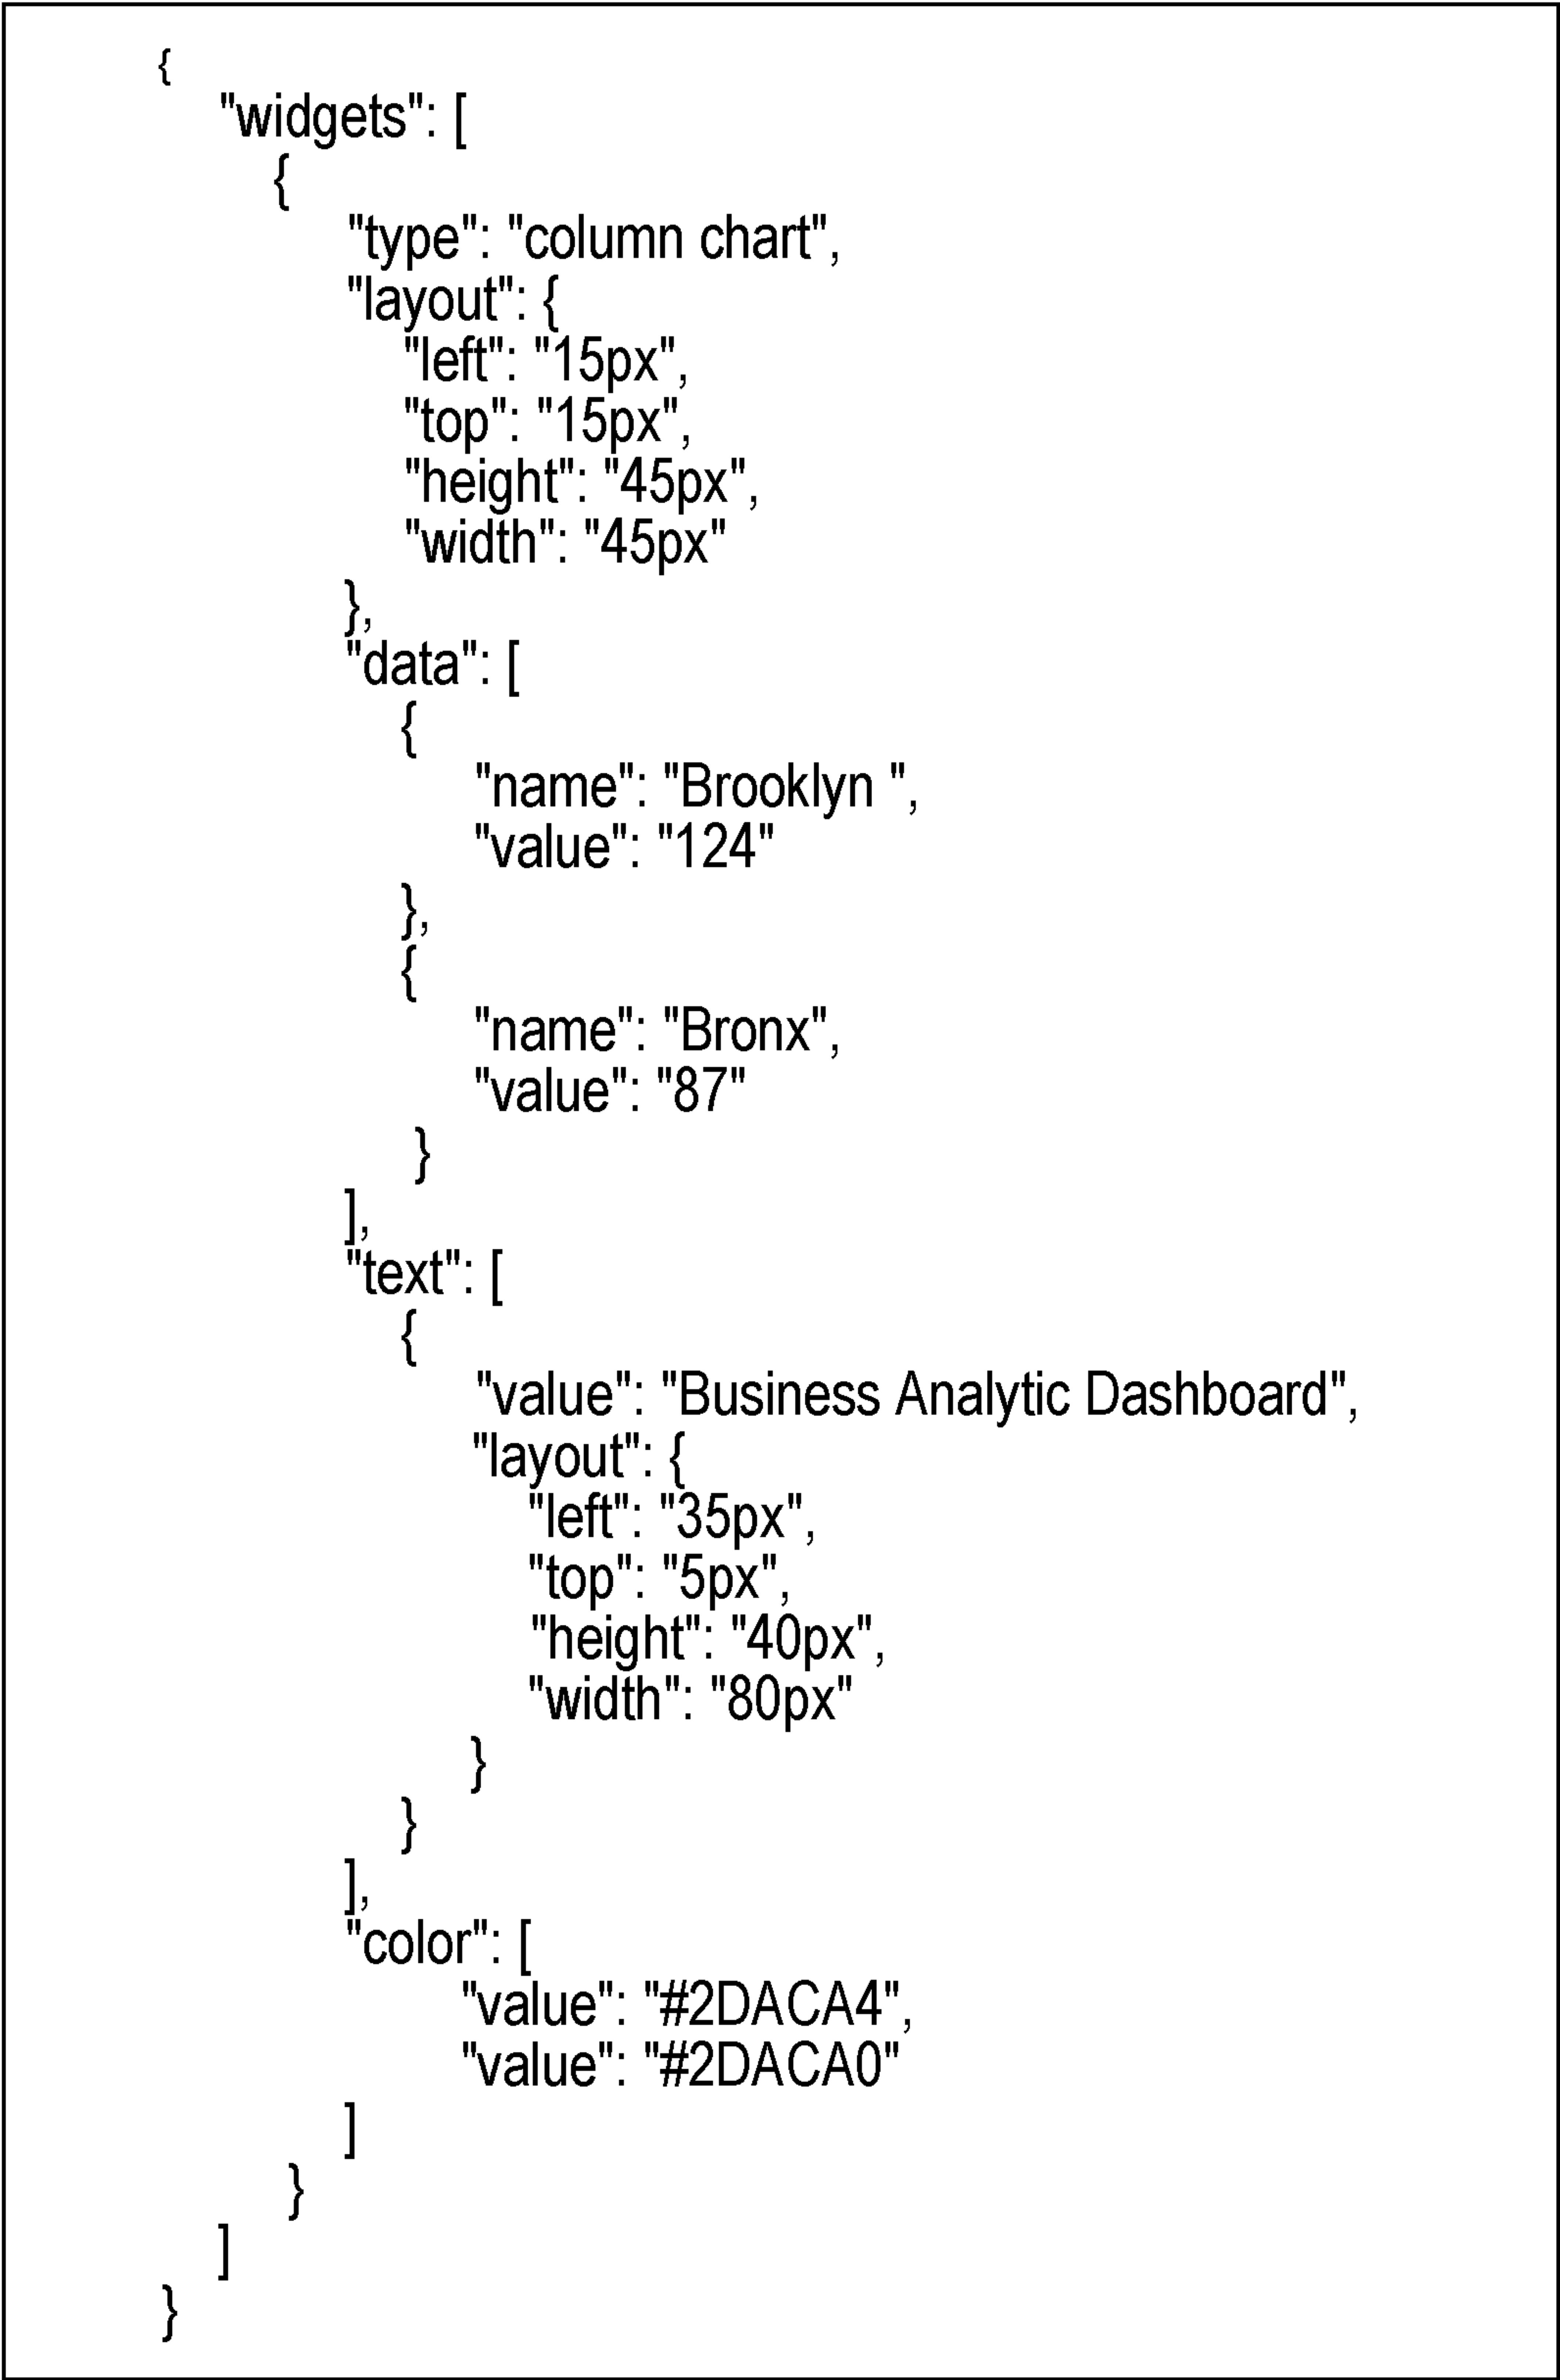 {
"widgets": [
{
"type": "column chart",
"layout": {
"left": "15px",
"top": "15px",
"height": "45px",
"width": "45px"
},
"data": [
{
"name": "Brooklyn ",
"value": "124"
},
{
"name": "Bronx",
"value": "87"
}
],
"text": [
{
"value": "Business Analytic Dashboard",
"layout": {
"left": "35px",
"top": "5px",
"height": "40px",
"width": "80px"
}
}
],
"color": [
"value": "#2DACA4",
"value": "#2DACA0"
]
}
]
}